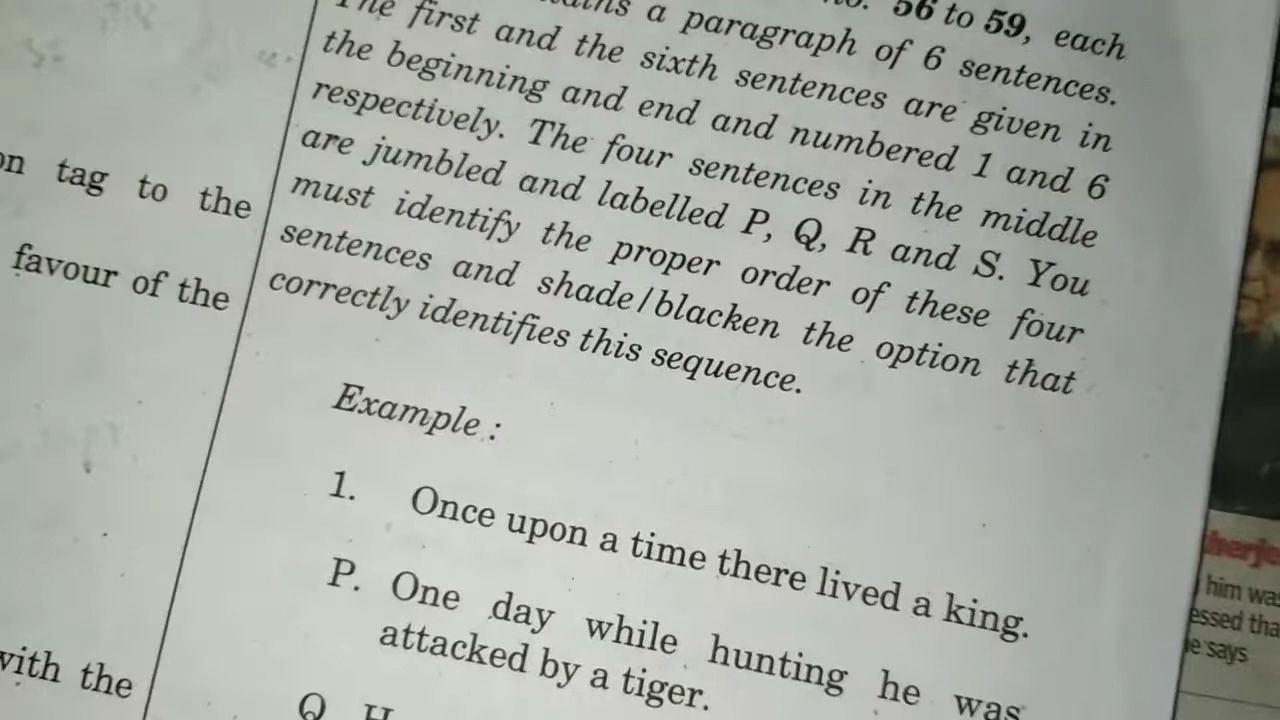 on tag to the
favour of the
with the
a paragraph of 6 sentences.
56 to 59, each
The first and the sixth sentences are given in
the beginning and end and numbered 1 and 6
respectively. The four sentences in the middle
are jumbled and labelled P, Q, R and S. You
must identify the proper order of these four
sentences and shade/blacken the option that
correctly identifies this sequence.
Example :
1. Once upon a time there lived a king.
P. One day while hunting he was
attacked by a tiger.
Q
him was
essed tha
e says